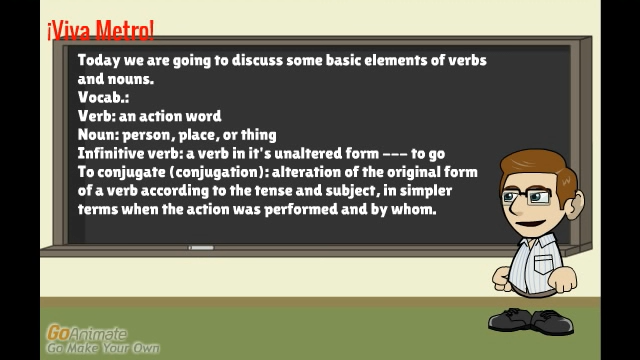 ¡Viva Metro!
Today we are going to discuss some basic elements of verbs
and nouns.
Vocab.:
Verb: an action word
Noun: person, place, or thing
Infinitive verb: a verb in it's unaltered form --- to go
To conjugate (conjugation): alteration of the original form
of a verb according to the tense and subject, in simpler
terms when the action was performed and by whom.
GoAnimate
Go Make Your Own